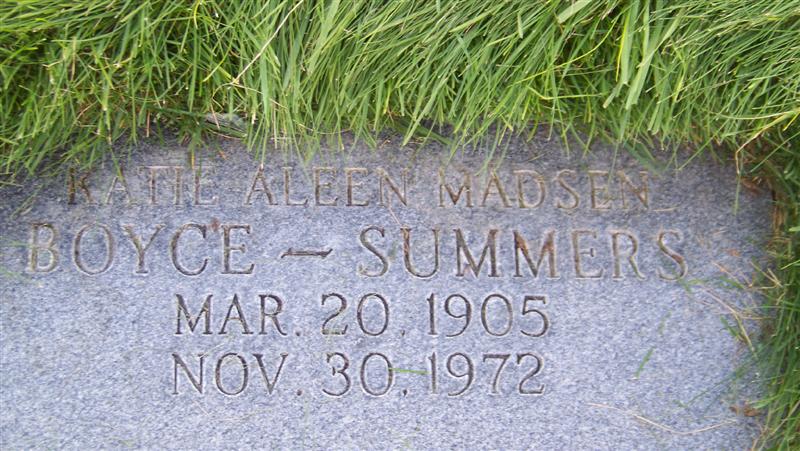 KATIE ALEEN MADSEN
BOYCE ~ SUMMERS
MAR. 20, 1905
NOV. 30, 1972